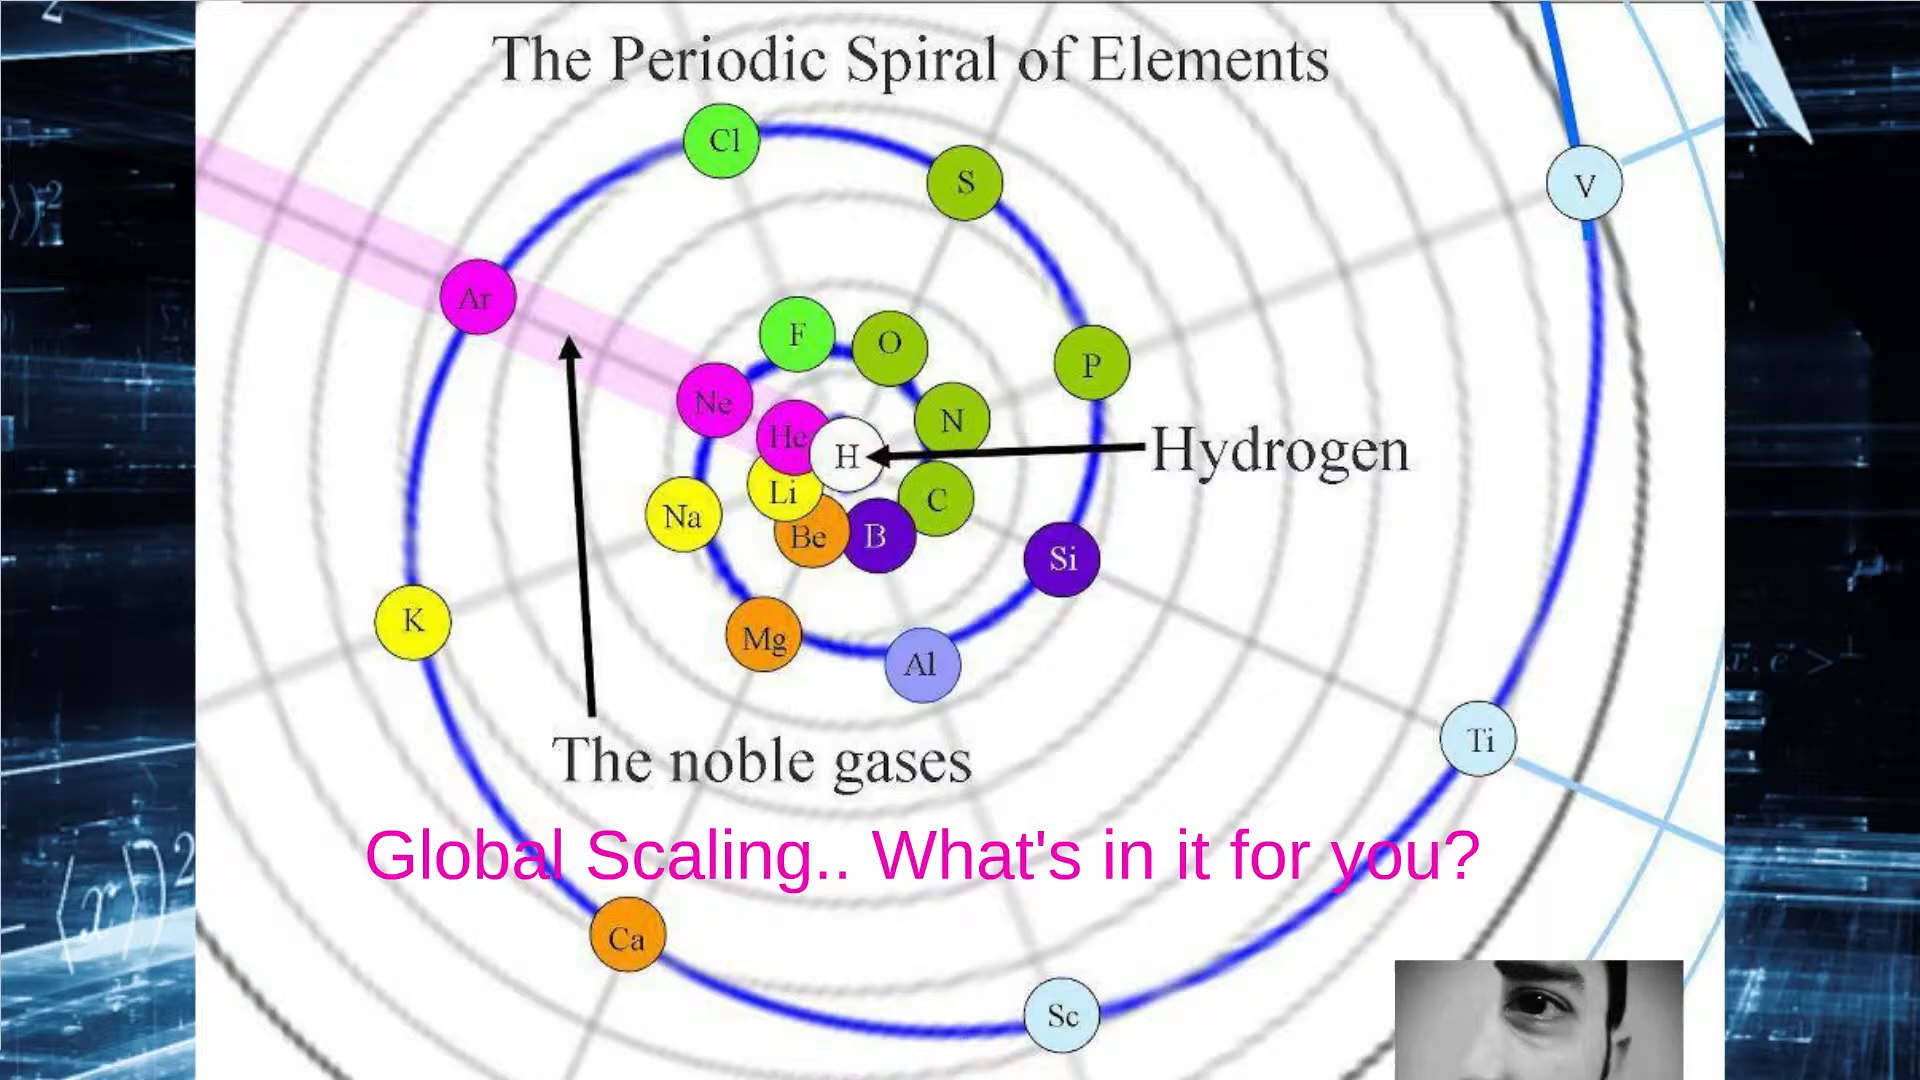 The Periodic Spiral of Elements
Cl
S
V
Ar
F
O
P
Ne
N
He
H
Hydrogen
Li
C
Na
Be
B
Si
K
Mg
Al
The noble gases
Ti
Global Scaling.. What's in it for you?
Ca
Sc